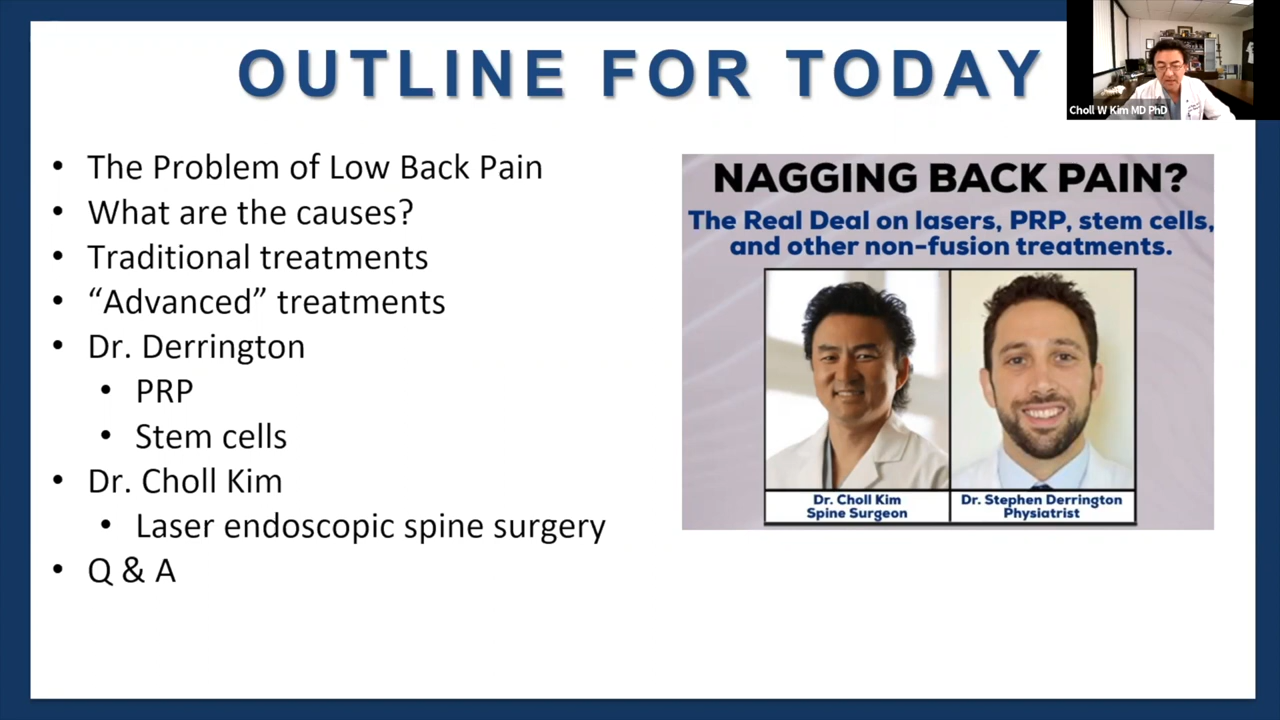 OUTLINE FOR TODAY
Choll W Kim MD PhD
• The Problem of Low Back Pain
• What are the causes?
• Traditional treatments
• “Advanced” treatments
• Dr. Derrington
• PRP
• Stem cells
• Dr. Choll Kim
• Laser endoscopic spine surgery
• Q & A
NAGGING BACK PAIN?
The Real Deal on lasers, PRP, stem cells,
and other non-fusion treatments.
Dr. Choll Kim
Spine Surgeon
Dr. Stephen Derrington
Physiatrist